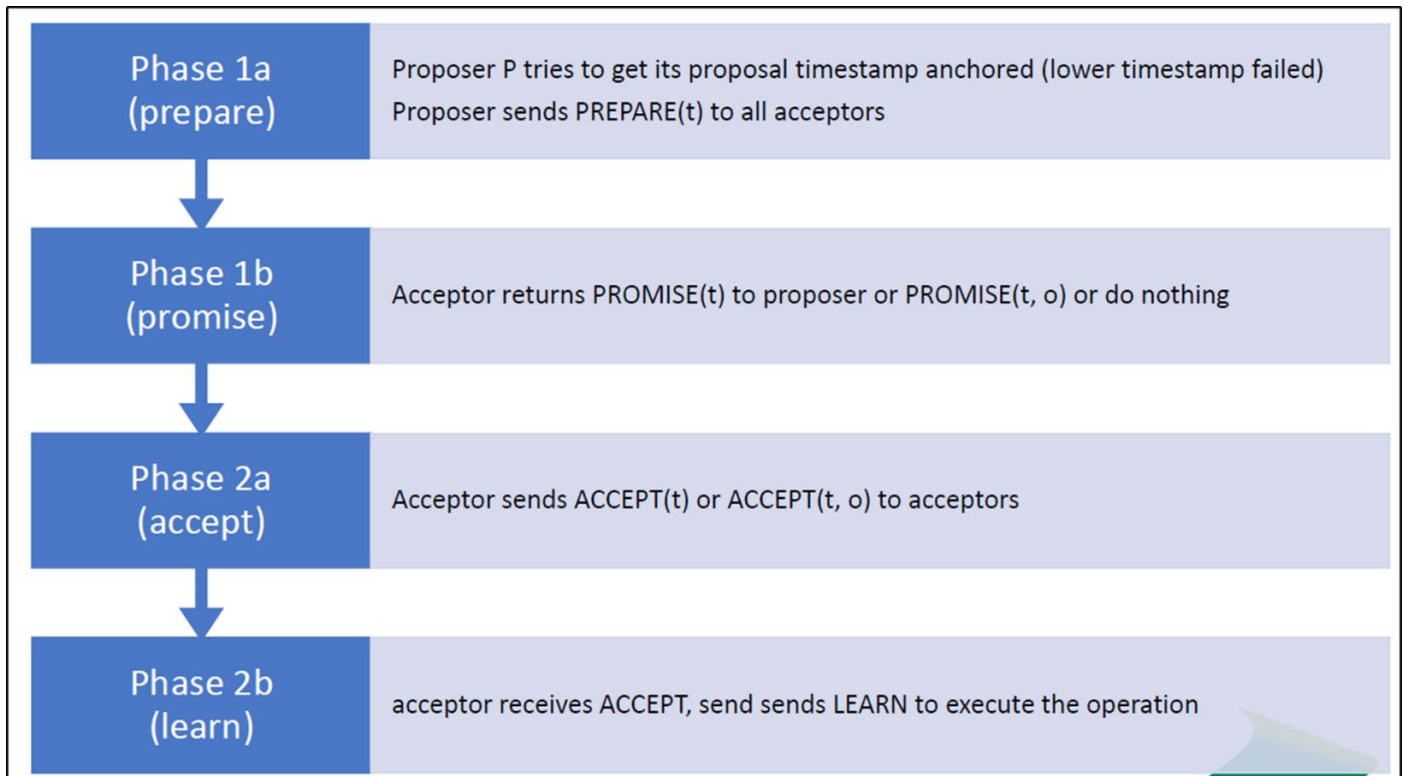 Phase 1a
(prepare)
Proposer P tries to get its proposal timestamp anchored (lower timestamp failed)
Proposer sends PREPARE(t) to all acceptors
Phase 1b
(promise)
Acceptor returns PROMISE(t) to proposer or PROMISE(t, o) or do nothing
Phase 2a
(accept)
Acceptor sends ACCEPT(t) or ACCEPT(t, o) to acceptors
Phase 2b
(learn)
acceptor receives ACCEPT, send sends LEARN to execute the operation